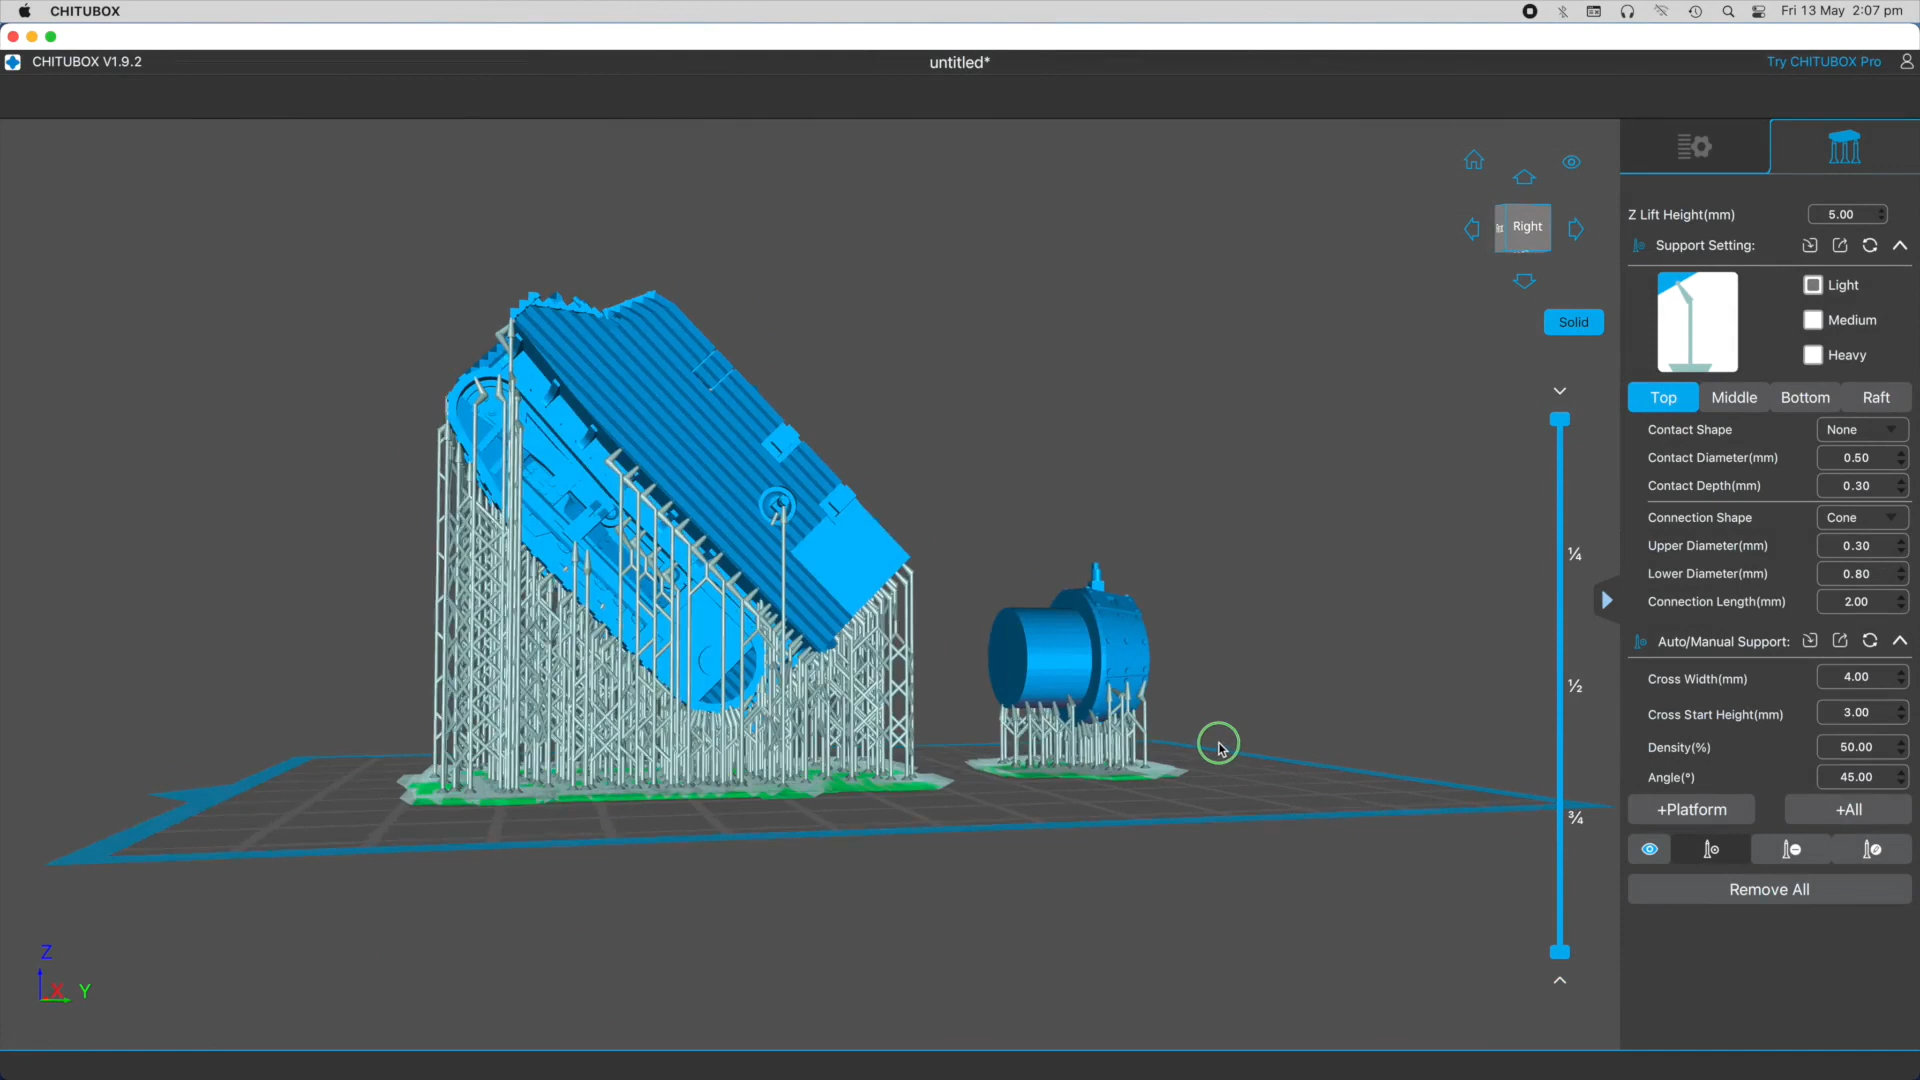 CHITUBOX
Fri 13 May 2:07 pm
CHITUBOX V1.9.2
untitled*
Try CHITUBOX Pro
Right
Solid
¼
½
¾
Z
X
Y
Z Lift Height(mm) 5.00
Support Setting:
Light
Medium
Heavy
Top Middle Bottom Raft
Contact Shape None
Contact Diameter(mm) 0.50
Contact Depth(mm) 0.30
Connection Shape Cone
Upper Diameter(mm) 0.30
Lower Diameter(mm) 0.80
Connection Length(mm) 2.00
Auto/Manual Support:
Cross Width(mm) 4.00
Cross Start Height(mm) 3.00
Density(%) 50.00
Angle(°) 45.00
+Platform +All
Remove All